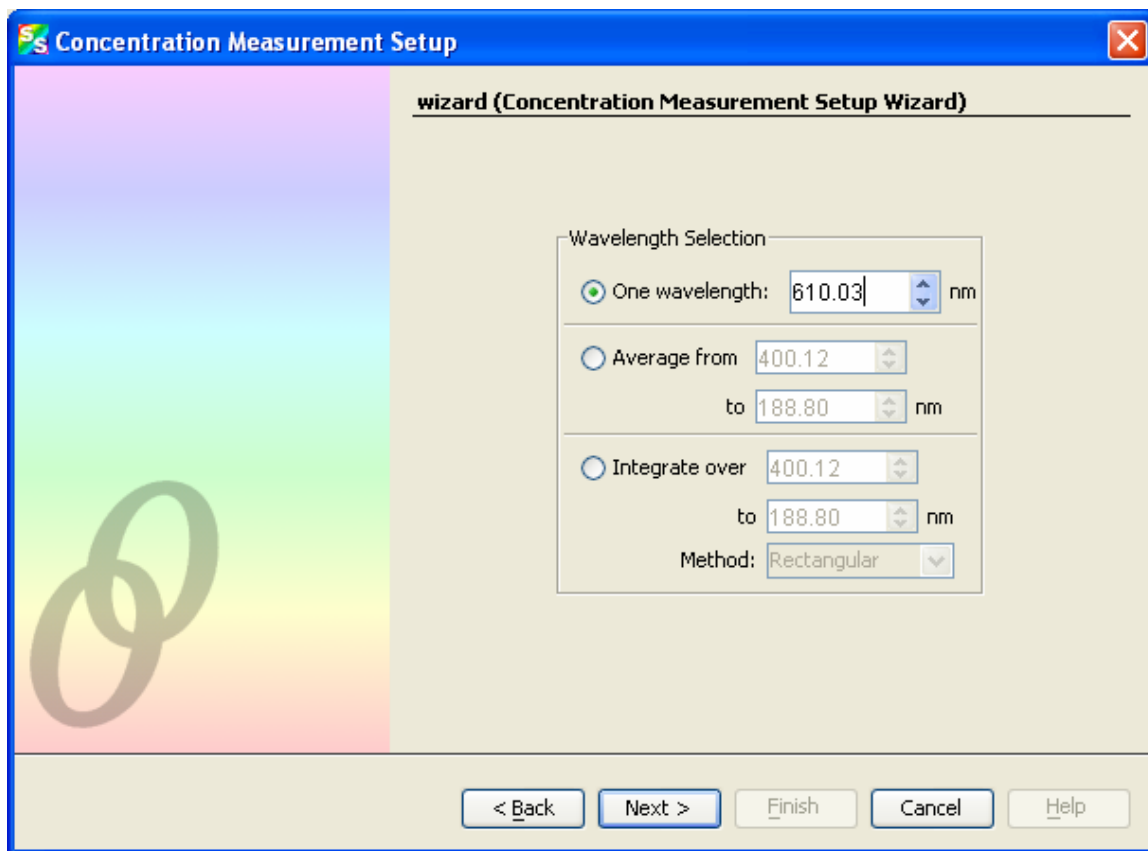 SS Concentration Measurement Setup
wizard (Concentration Measurement Setup Wizard)
Wavelength Selection
One wavelength: 610.03 nm
Average from 400.12
to 188.80 nm
Integrate over 400.12
to 188.80 nm
Method: Rectangular
OO
< Back Next > Finish Cancel Help